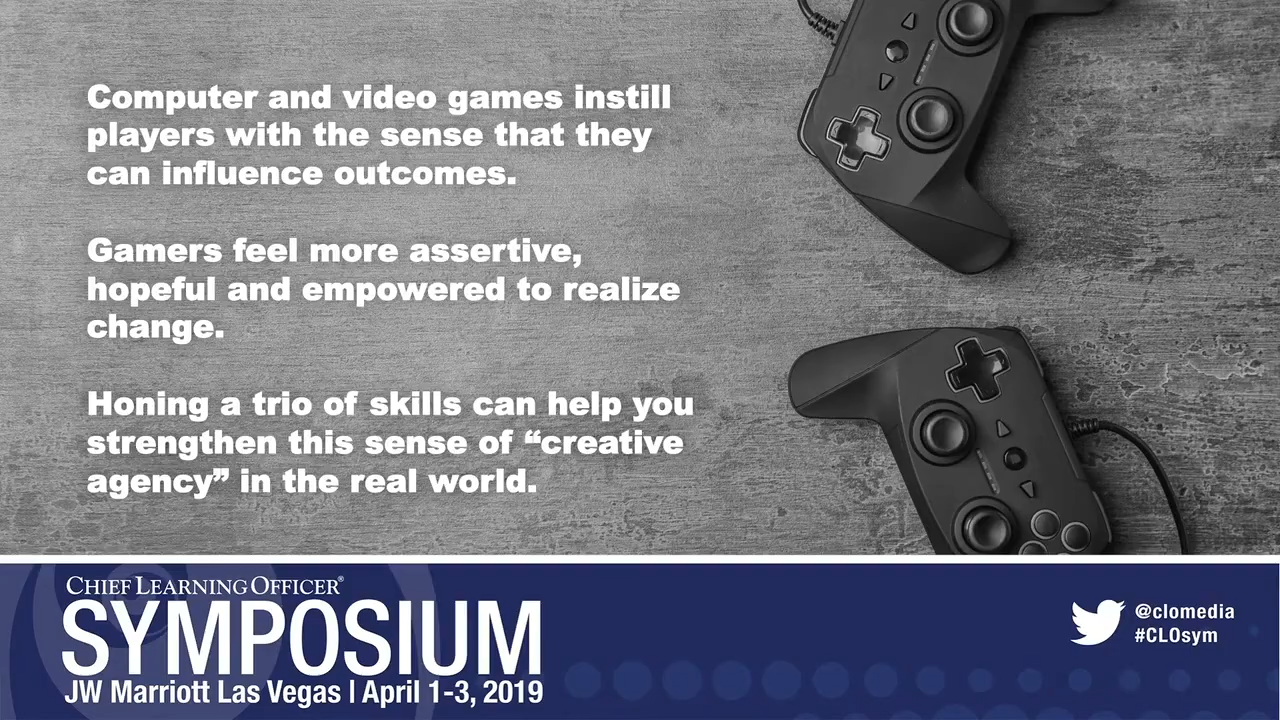 Computer and video games instill
players with the sense that they
can influence outcomes.
Gamers feel more assertive,
hopeful and empowered to realize
change.
Honing a trio of skills can help you
strengthen this sense of “creative
agency” in the real world.
CHIEF LEARNING OFFICER®
SYMPOSIUM
JW Marriott Las Vegas | April 1-3, 2019
@clomedia
#CLOsym